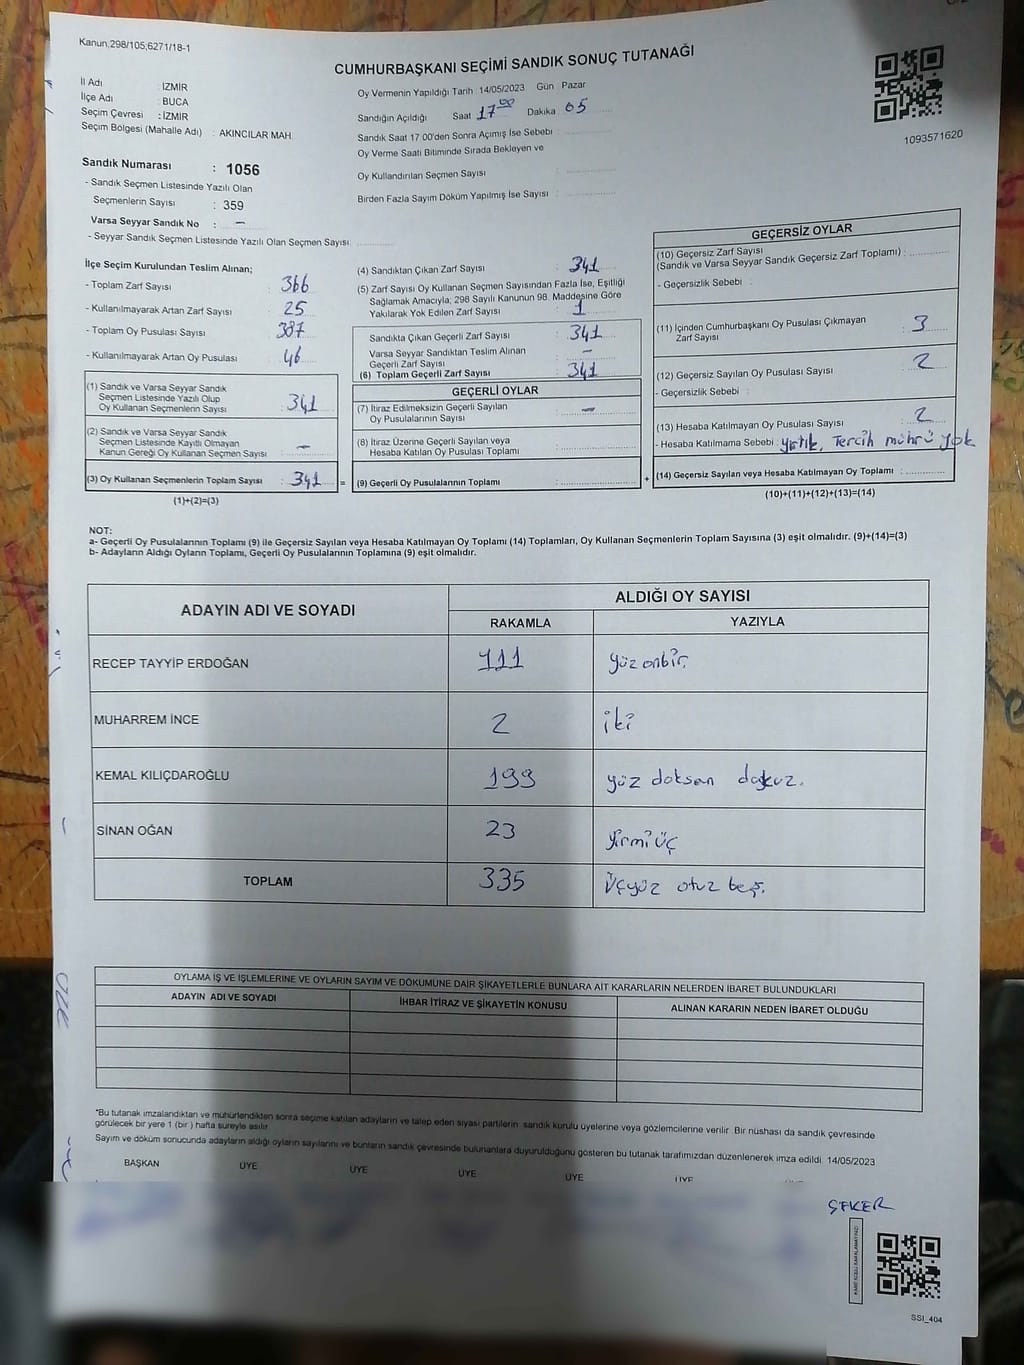 Kanun,298/105,6271/18-1
CUMHURBAŞKANI SEÇİMİ SANDIK SONUÇ TUTANAĞI
İl Adı : İZMİR
İlçe Adı : BUCA
Seçim Çevresi : İZMİR
Seçim Bölgesi (Mahalle Adı) : AKINCILAR MAH.
Oy Vermenin Yapıldığı Tarih : 14/05/2023 Gün Pazar
Sandığın Açıldığı Saat 17 00 Dakika 05
Sandık Saat 17.00'den Sonra Açımış İse Sebebi :
Oy Verme Saati Bitiminde Sırada Bekleyen ve
Oy Kullandırılan Seçmen Sayısı :
Birden Fazla Sayım Döküm Yapılmış İse Sayısı :
1093571620
Sandık Numarası : 1056
- Sandık Seçmen Listesinde Yazılı Olan
Seçmenlerin Sayısı : 359
Varsa Seyyar Sandık No : –
- Seyyar Sandık Seçmen Listesinde Yazılı Olan Seçmen Sayısı :
İlçe Seçim Kurulundan Teslim Alınan;
- Toplam Zarf Sayısı : 366
- Kullanılmayarak Artan Zarf Sayısı : 25
- Toplam Oy Pusulası Sayısı : 387
- Kullanılmayarak Artan Oy Pusulası : 46
(1) Sandık ve Varsa Seyyar Sandık
Seçmen Listesinde Yazılı Olup
Oy Kullanan Seçmenlerin Sayısı : 341
(2) Sandık ve Varsa Seyyar Sandık
Seçmen Listesinde Kayıtlı Olmayan
Kanun Gereği Oy Kullanan Seçmen Sayısı : –
(3) Oy Kullanan Seçmenlerin Toplam Sayısı : 341 =
(1)+(2)=(3)
(4) Sandıktan Çıkan Zarf Sayısı : 341
(5) Zarf Sayısı Oy Kullanan Seçmen Sayısından Fazla İse, Eşitliği
Sağlamak Amacıyla, 298 Sayılı Kanunun 98. Maddesine Göre
Yakılarak Yok Edilen Zarf Sayısı : 1
Sandıkta Çıkan Geçerli Zarf Sayısı : 341
Varsa Seyyar Sandıktan Teslim Alınan
Geçerli Zarf Sayısı : –
(6) Toplam Geçerli Zarf Sayısı : 341
GEÇERLİ OYLAR
(7) İtiraz Edilmeksizin Geçerli Sayılan
Oy Pusulalarının Sayısı : –
(8) İtiraz Üzerine Geçerli Sayılan veya
Hesaba Katılan Oy Pusulaları Toplamı :
(9) Geçerli Oy Pusulalarının Toplamı : +
GEÇERSİZ OYLAR
(10) Geçersiz Zarf Sayısı
(Sandık ve Varsa Seyyar Sandık Geçersiz Zarf Toplamı) :
- Geçersizlik Sebebi :
(11) İçinden Cumhurbaşkanı Oy Pusulası Çıkmayan
Zarf Sayısı : 3
(12) Geçersiz Sayılan Oy Pusulası Sayısı : 2
- Geçersizlik Sebebi :
(13) Hesaba Katılmayan Oy Pusulası Sayısı : 2
- Hesaba Katılmama Sebebi : yırtık, Tercih mührü yok
(14) Geçersiz Sayılan veya Hesaba Katılmayan Oy Toplamı :
(10)+(11)+(12)+(13)=(14)
NOT:
a- Geçerli Oy Pusulalarının Toplamı (9) ile Geçersiz Sayılan veya Hesaba Katılmayan Oy Toplamı (14) Toplamları, Oy Kullanan Seçmenlerin Toplam Sayısına (3) eşit olmalıdır. (9)+(14)=(3)
b- Adayların Aldığı Oyların Toplamı, Geçerli Oy Pusulalarının Toplamına (9) eşit olmalıdır.
ADAYIN ADI VE SOYADI ALDIĞI OY SAYISI
RAKAMLA YAZIYLA
RECEP TAYYİP ERDOĞAN 111 yüz onbir.
MUHARREM İNCE 2 iki
KEMAL KILIÇDAROĞLU 199 yüz doksan dokuz.
SİNAN OĞAN 23 Yirmi üç
TOPLAM 335 Üçyüz otuz beş.
OYLAMA İŞ VE İŞLEMLERİNE VE OYLARIN SAYIM VE DÖKÜMÜNE DAİR ŞİKAYETLERLE BUNLARA AİT KARARLARIN NELERDEN İBARET BULUNDUKLARI
ADAYIN ADI VE SOYADI İHBAR İTİRAZ VE ŞİKAYETİN KONUSU ALINAN KARARIN NEDEN İBARET OLDUĞU
*Bu tutanak imzalandıktan ve mühürlendikten sonra seçime katılan adayların ve talep eden siyasi partilerin sandık kurulu üyelerine veya gözlemcilerine verilir. Bir nüshası da sandık çevresinde
görülecek bir yere 1 (bir ) hafta süreyle asılır
Sayım ve döküm sonucunda adayların aldığı oyların sayılarını ve bunların sandık çevresinde bulunanlara duyurulduğunu gösteren bu tutanak tarafımızdan düzenlenerek imza edildi. 14/05/2023
BAŞKAN ÜYE ÜYE ÜYE ÜYE ÜYE
ŞEKER
SSI_404